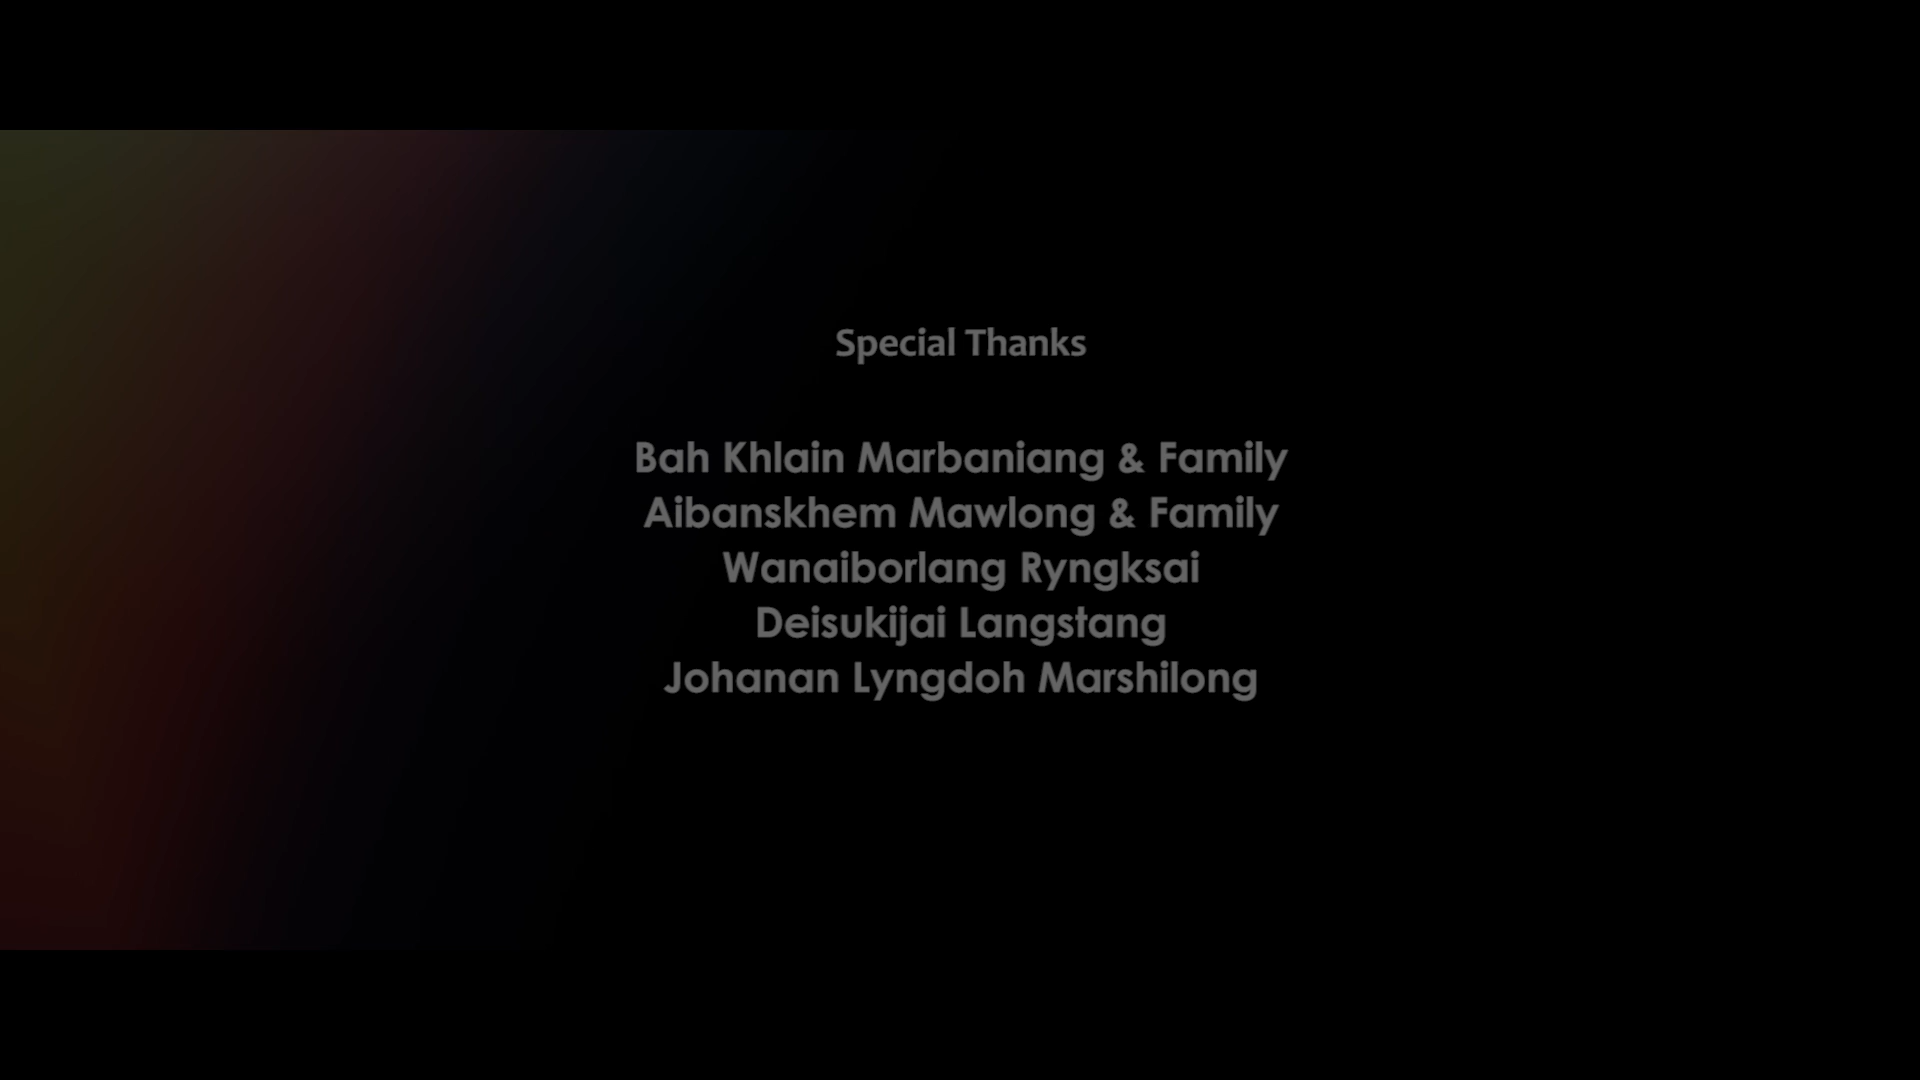 Special Thanks
Bah Khlain Marbaniang & Family
Aibanskhem Mawlong & Family
Wanaiborlang Ryngksai
Deisukijai Langstang
Johanan Lyngdoh Marshilong